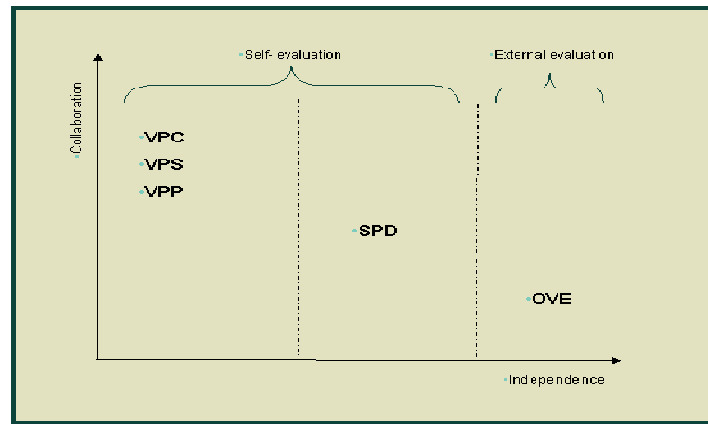 Self- evaluation
External evaluation
Collaboration
VPC
VPS
VPP
SPD
OVE
Independence